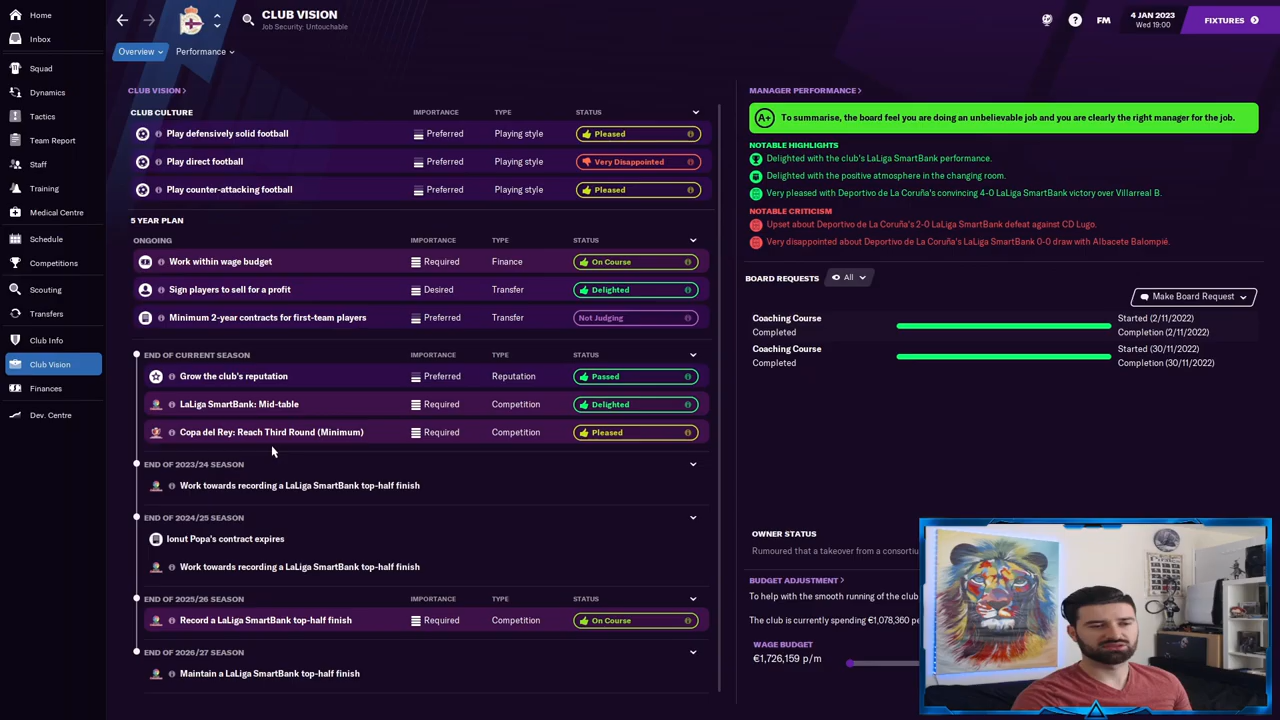 Home
Inbox
Squad
Dynamics
Tactics
Team Report
Staff
Training
Medical Centre
Schedule
Competitions
Scouting
Transfers
Club Info
Club Vision
Finances
Dev. Centre
CLUB VISION
Job Security: Untouchable
FM
4 JAN 2023
Wed 19:00
FIXTURES
Overview
Performance
CLUB VISION
CLUB CULTURE IMPORTANCE TYPE STATUS
Play defensively solid football Preferred Playing style Pleased
Play direct football Preferred Playing style Very Disappointed
Play counter-attacking football Preferred Playing style Pleased
5 YEAR PLAN
ONGOING IMPORTANCE TYPE STATUS
Work within wage budget Required Finance On Course
Sign players to sell for a profit Desired Transfer Delighted
Minimum 2-year contracts for first-team players Preferred Transfer Not Judging
END OF CURRENT SEASON IMPORTANCE TYPE STATUS
Grow the club's reputation Preferred Reputation Passed
LaLiga SmartBank: Mid-table Required Competition Delighted
Copa del Rey: Reach Third Round (Minimum) Required Competition Pleased
END OF 2023/24 SEASON
Work towards recording a LaLiga SmartBank top-half finish
END OF 2024/25 SEASON
Ionut Popa's contract expires
Work towards recording a LaLiga SmartBank top-half finish
END OF 2025/26 SEASON IMPORTANCE TYPE STATUS
Record a LaLiga SmartBank top-half finish Required Competition On Course
END OF 2026/27 SEASON
Maintain a LaLiga SmartBank top-half finish
MANAGER PERFORMANCE
A+ To summarise, the board feel you are doing an unbelievable job and you are clearly the right manager for the job.
NOTABLE HIGHLIGHTS
Delighted with the club's LaLiga SmartBank performance.
Delighted with the positive atmosphere in the changing room.
Very pleased with Deportivo de La Coruña's convincing 4-0 LaLiga SmartBank victory over Villarreal B.
NOTABLE CRITICISM
Upset about Deportivo de La Coruña's 2-0 LaLiga SmartBank defeat against CD Lugo.
Very disappointed about Deportivo de La Coruña's LaLiga SmartBank 0-0 draw with Albacete Balompié.
BOARD REQUESTS All
Make Board Request
Coaching Course Started (2/11/2022)
Completed Completion (2/11/2022)
Coaching Course Started (30/11/2022)
Completed Completion (30/11/2022)
OWNER STATUS
Rumoured that a takeover from a consortiu
BUDGET ADJUSTMENT
To help with the smooth running of the club
The club is currently spending €1,078,360 pe
WAGE BUDGET
€1,726,159 p/m